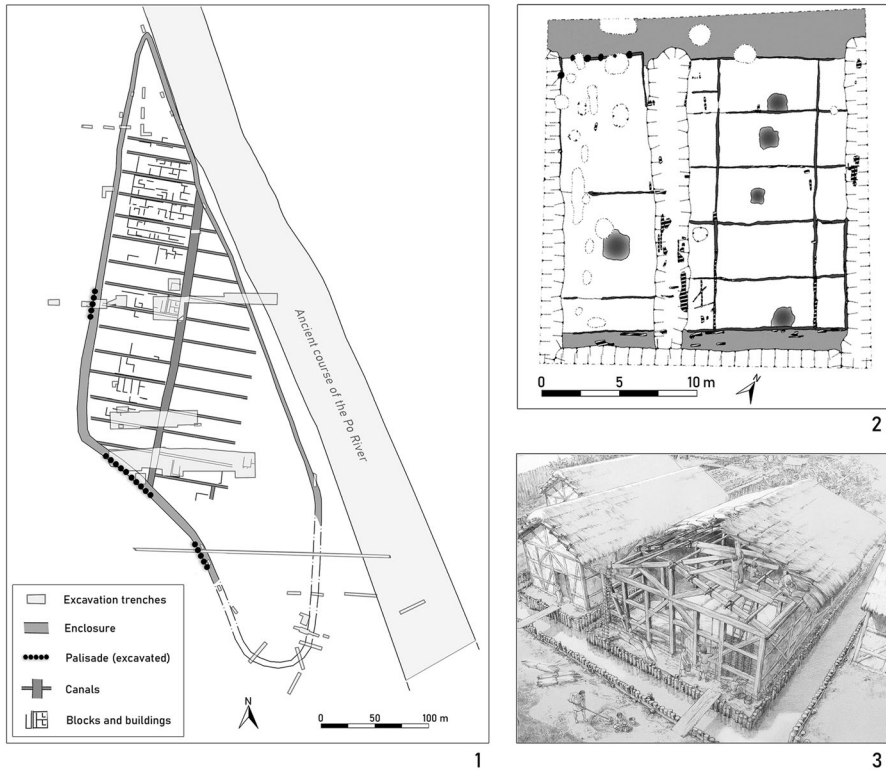 Ancient course of the Po River
Excavation trenches
Enclosure
Palisade (excavated)
Canals
Blocks and buildings
N
0 50 100 m
1
0 5 10 m
N
2
3